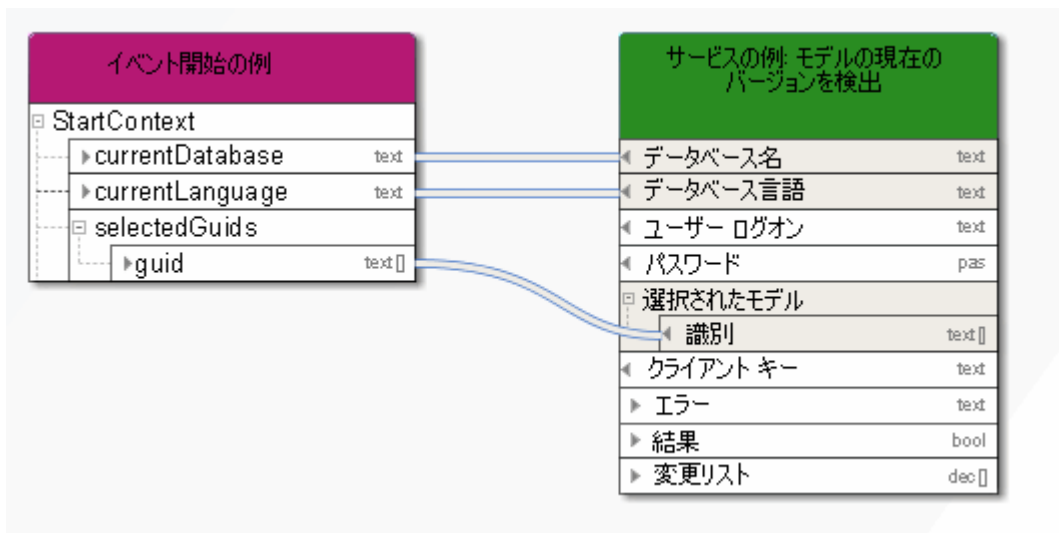 イベント開始の例
StartContext
currentDatabase text
currentLanguage text
selectedGuids
guid text[]
サービスの例: モデルの現在の
バージョンを検出
データベース名 text
データベース言語 text
ユーザー ログオン text
パスワード pas
選択されたモデル
識別 text[]
クライアント キー text
エラー text
結果 bool
変更リスト dec[]